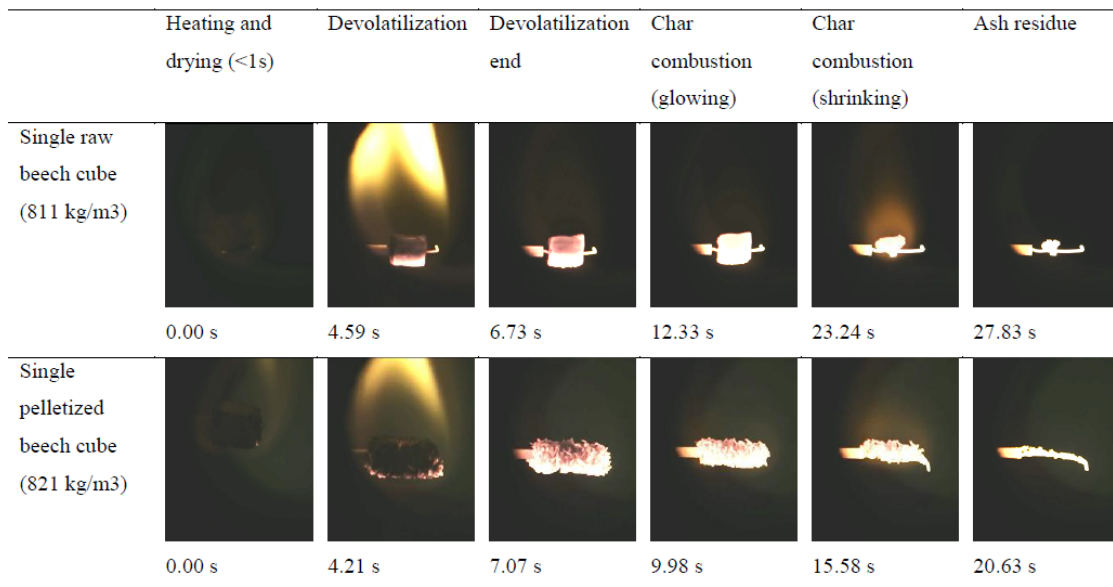 Heating and drying (<1s)
Devolatilization
Devolatilization end
Char combustion (glowing)
Char combustion (shrinking)
Ash residue
Single raw beech cube (811 kg/m3)
0.00 s
4.59 s
6.73 s
12.33 s
23.24 s
27.83 s
Single pelletized beech cube (821 kg/m3)
0.00 s
4.21 s
7.07 s
9.98 s
15.58 s
20.63 s